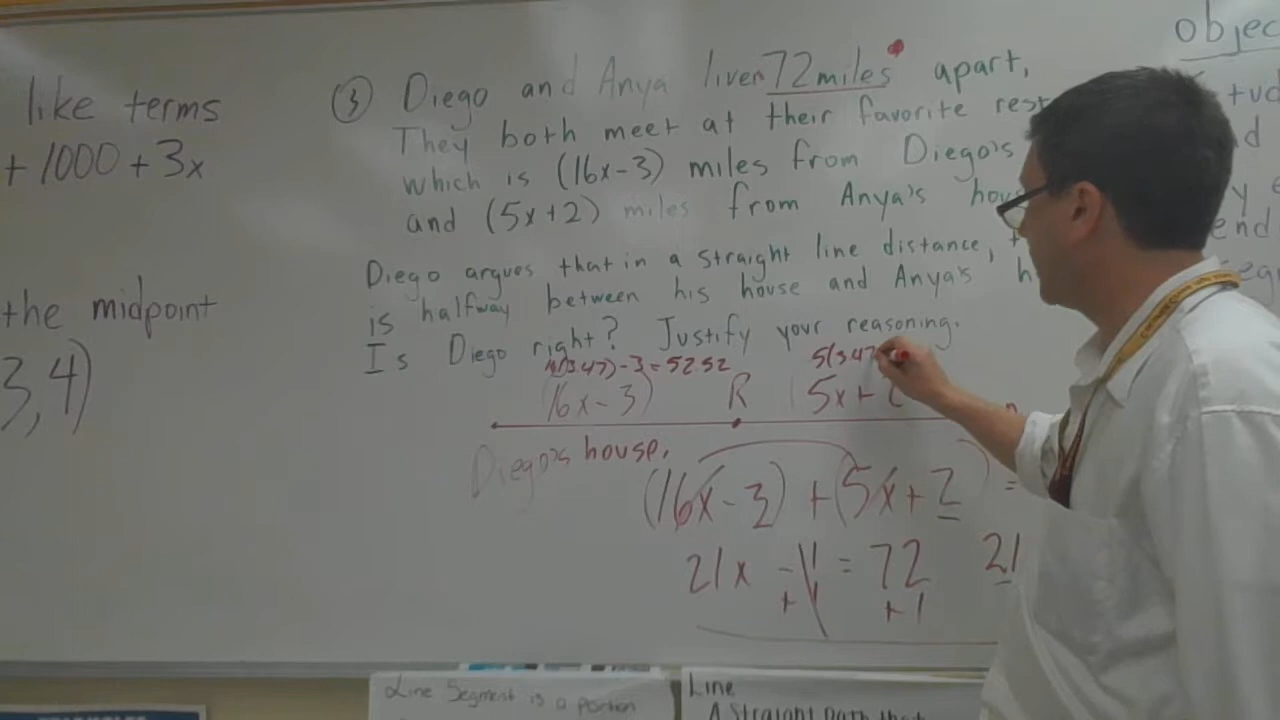 like terms
+ 1000 + 3x
the midpoint
3,4)
③ Diego and Anya live 72 miles apart,
They both meet at their favorite rest
which is (16x-3) miles from Diego's
and (5x+2) miles from Anya's hou
Diego argues that in a straight line distance, t
is halfway between his house and Anya's h
Is Diego right? Justify your reasoning.
(3.47) - 3 = 52.52
5(3.47
16x-3)
R
5x+
Diego's house.
(16x-3) + (5x+2) =
21x - 1 = 72
21
+1
+1
objec
end
Line Segment is a portion
Line
A Straight path that